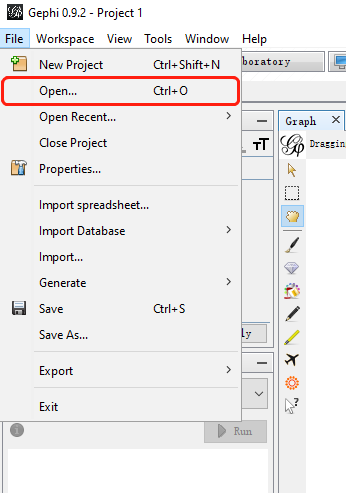 Gephi 0.9.2 - Project 1
File Workspace View Tools Window Help
New Project Ctrl+Shift+N
Open... Ctrl+O
Open Recent...
Close Project
Properties...
Import spreadsheet...
Import Database
Import...
Generate
Save Ctrl+S
Save As...
Export
Exit
boratory
Graph
Draggin
ly
Run